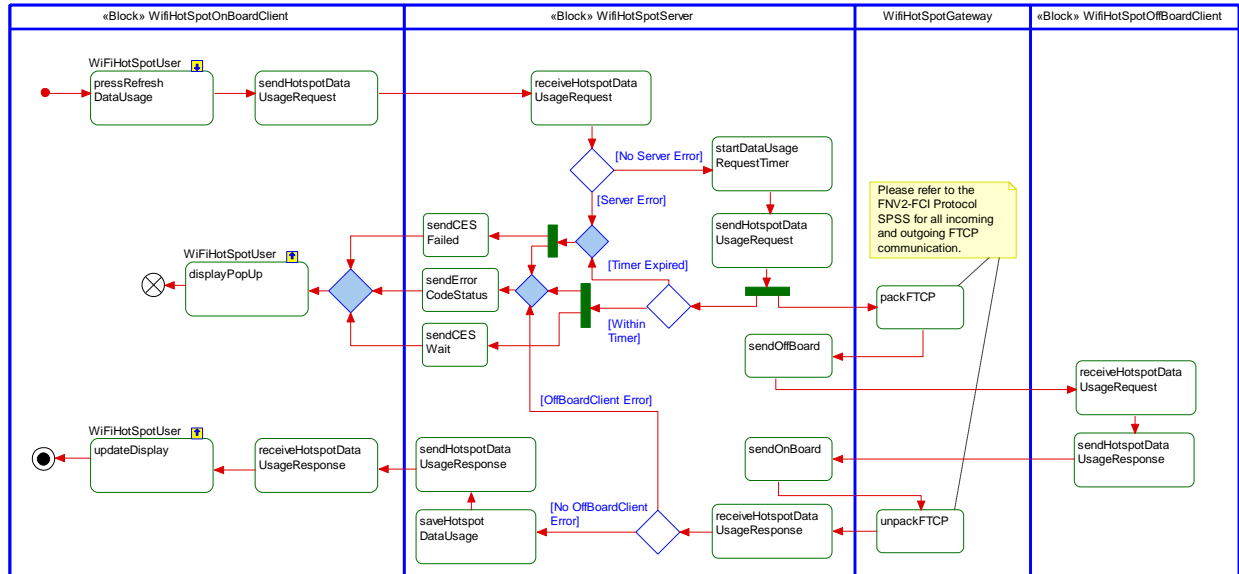 «Block» WifiHotSpotOnBoardClient
«Block» WifiHotSpotServer
WifiHotSpotGateway
«Block» WifiHotSpotOffBoardClient
WiFiHotSpotUser
pressRefresh
DataUsage
sendHotspotData
UsageRequest
receiveHotspotData
UsageRequest
[No Server Error]
startDataUsage
RequestTimer
[Server Error]
Please refer to the
FNV2-FCI Protocol
SPSS for all incoming
and outgoing FTCP
communication.
sendCES
Failed
sendHotspotData
UsageRequest
WiFiHotSpotUser
displayPopUp
[Timer Expired]
sendError
CodeStatus
packFTCP
[Within
Timer]
sendCES
Wait
sendOffBoard
receiveHotspotData
UsageRequest
[OffBoardClient Error]
WiFiHotSpotUser
updateDisplay
receiveHotspotData
UsageResponse
sendHotspotData
UsageResponse
sendOnBoard
sendHotspotData
UsageResponse
[No OffBoardClient
Error]
saveHotspot
DataUsage
receiveHotspotData
UsageResponse
unpackFTCP